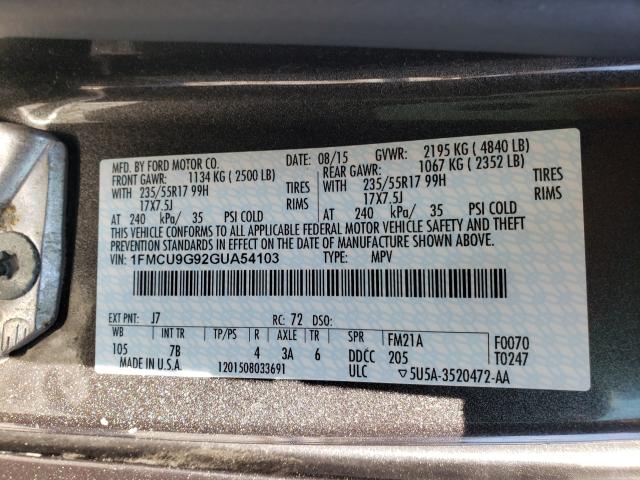 MFD. BY FORD MOTOR CO. DATE: 08/15 GVWR: 2195 KG ( 4840 LB)
FRONT GAWR: 1134 KG ( 2500 LB) REAR GAWR: 1067 KG ( 2352 LB)
235/55R17 99H TIRES 235/55R17 99H TIRES
17X7.5J RIMS 17X7.5J RIMS
AT 240 kPa/ 35 PSI COLD AT 240 kPa/ 35 PSI COLD
THIS VEHICLE CONFORMS TO ALL APPLICABLE FEDERAL MOTOR VEHICLE SAFETY AND THEFT
PREVENTION STANDARDS IN EFFECT ON THE DATE OF MANUFACTURE SHOWN ABOVE.
VIN: 1FMCU9G92GUA54103 TYPE: MPV
EXT PNT: J7 RC: 72 DSO:
WB INT TR TP/PS R AXLE TR SPR FM21A F0070
105 7B 4 3A 6 DDCC 205 T0247
MADE IN U.S.A. 1201508033691 ULC ▽5U5A-3520472-AA